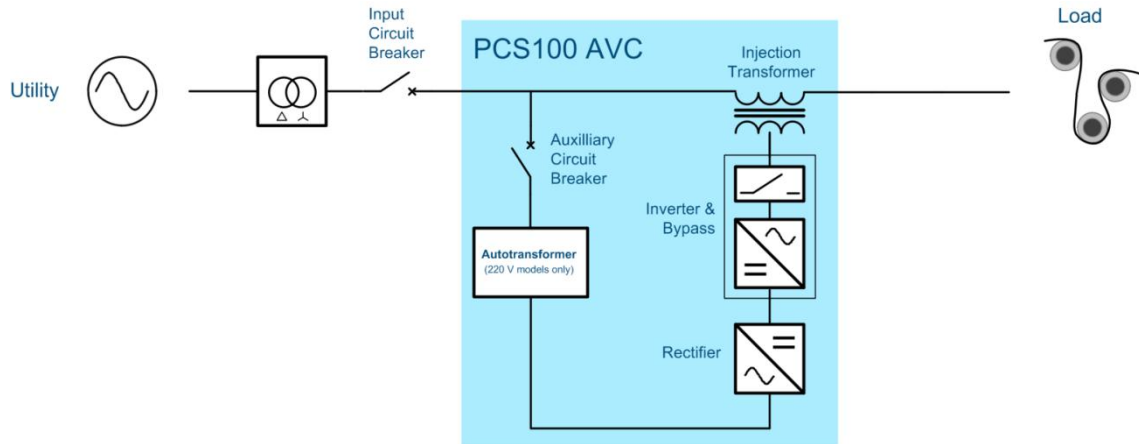 Utility
Input
Circuit
Breaker
PCS100 AVC
Injection
Transformer
Load
Auxilliary
Circuit
Breaker
Inverter &
Bypass
Autotransformer
(220 V models only)
Rectifier